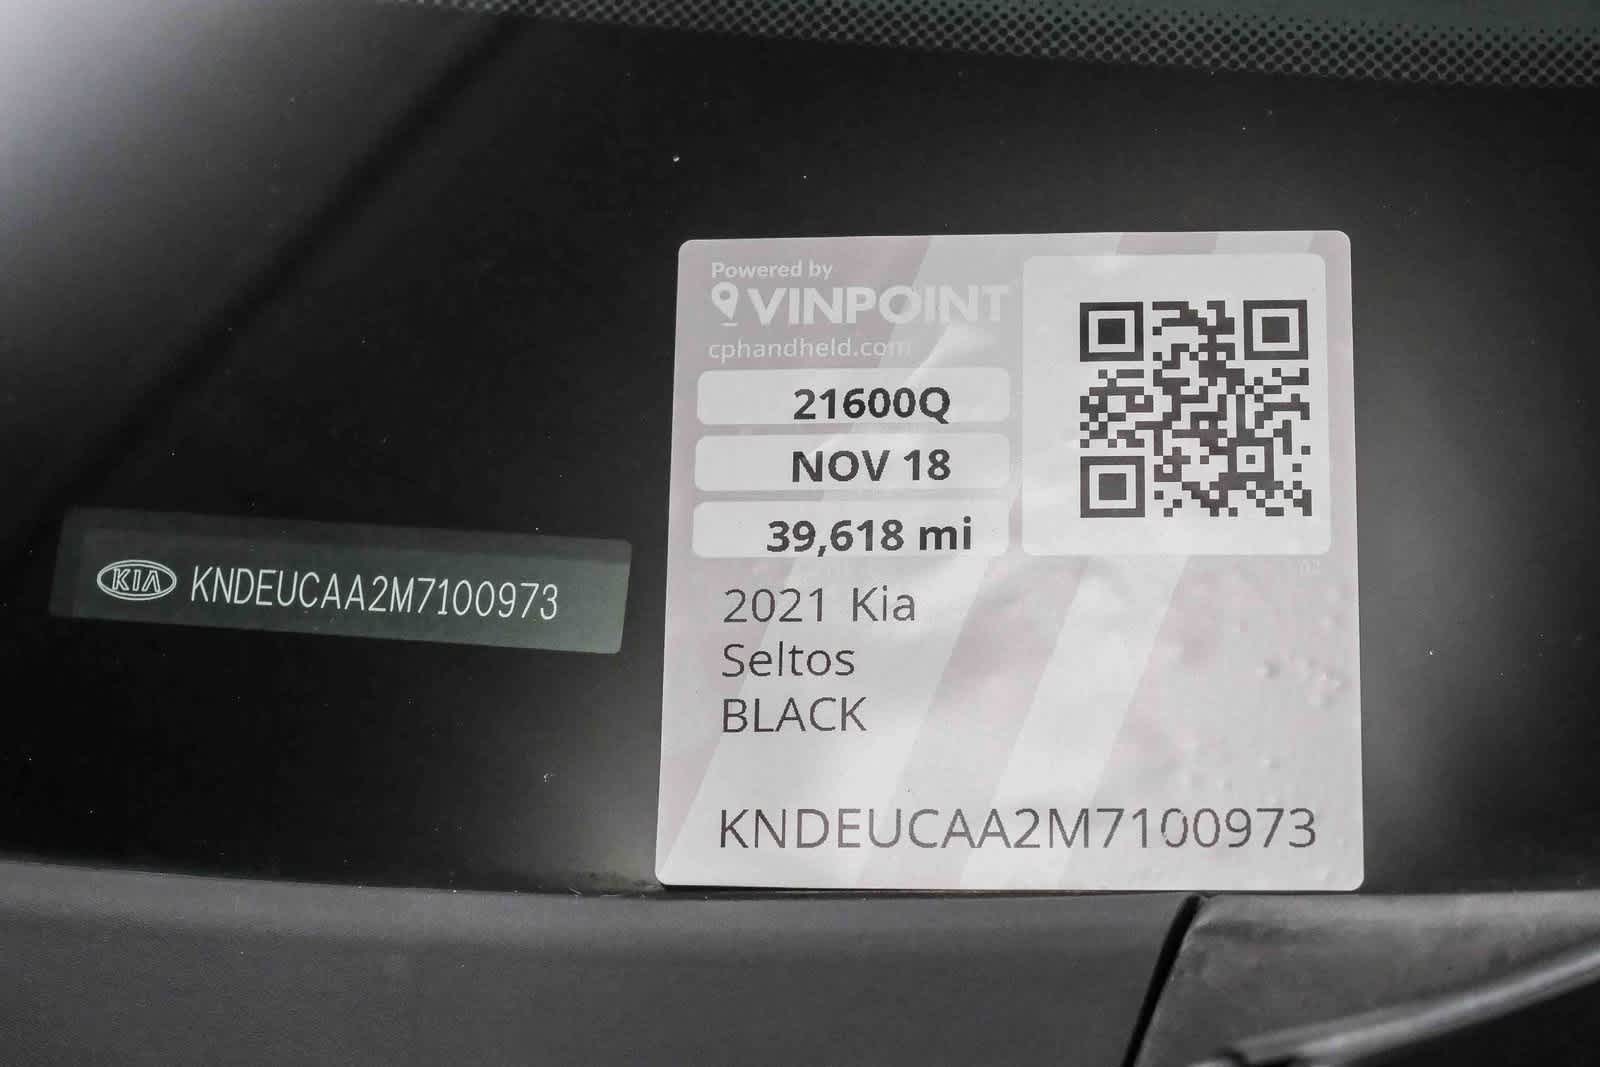 KIA KNDEUCAA2M7100973
Powered by
VINPOINT
cphandheld.com
21600Q
NOV 18
39,618 mi
2021 Kia
Seltos
BLACK
KNDEUCAA2M7100973